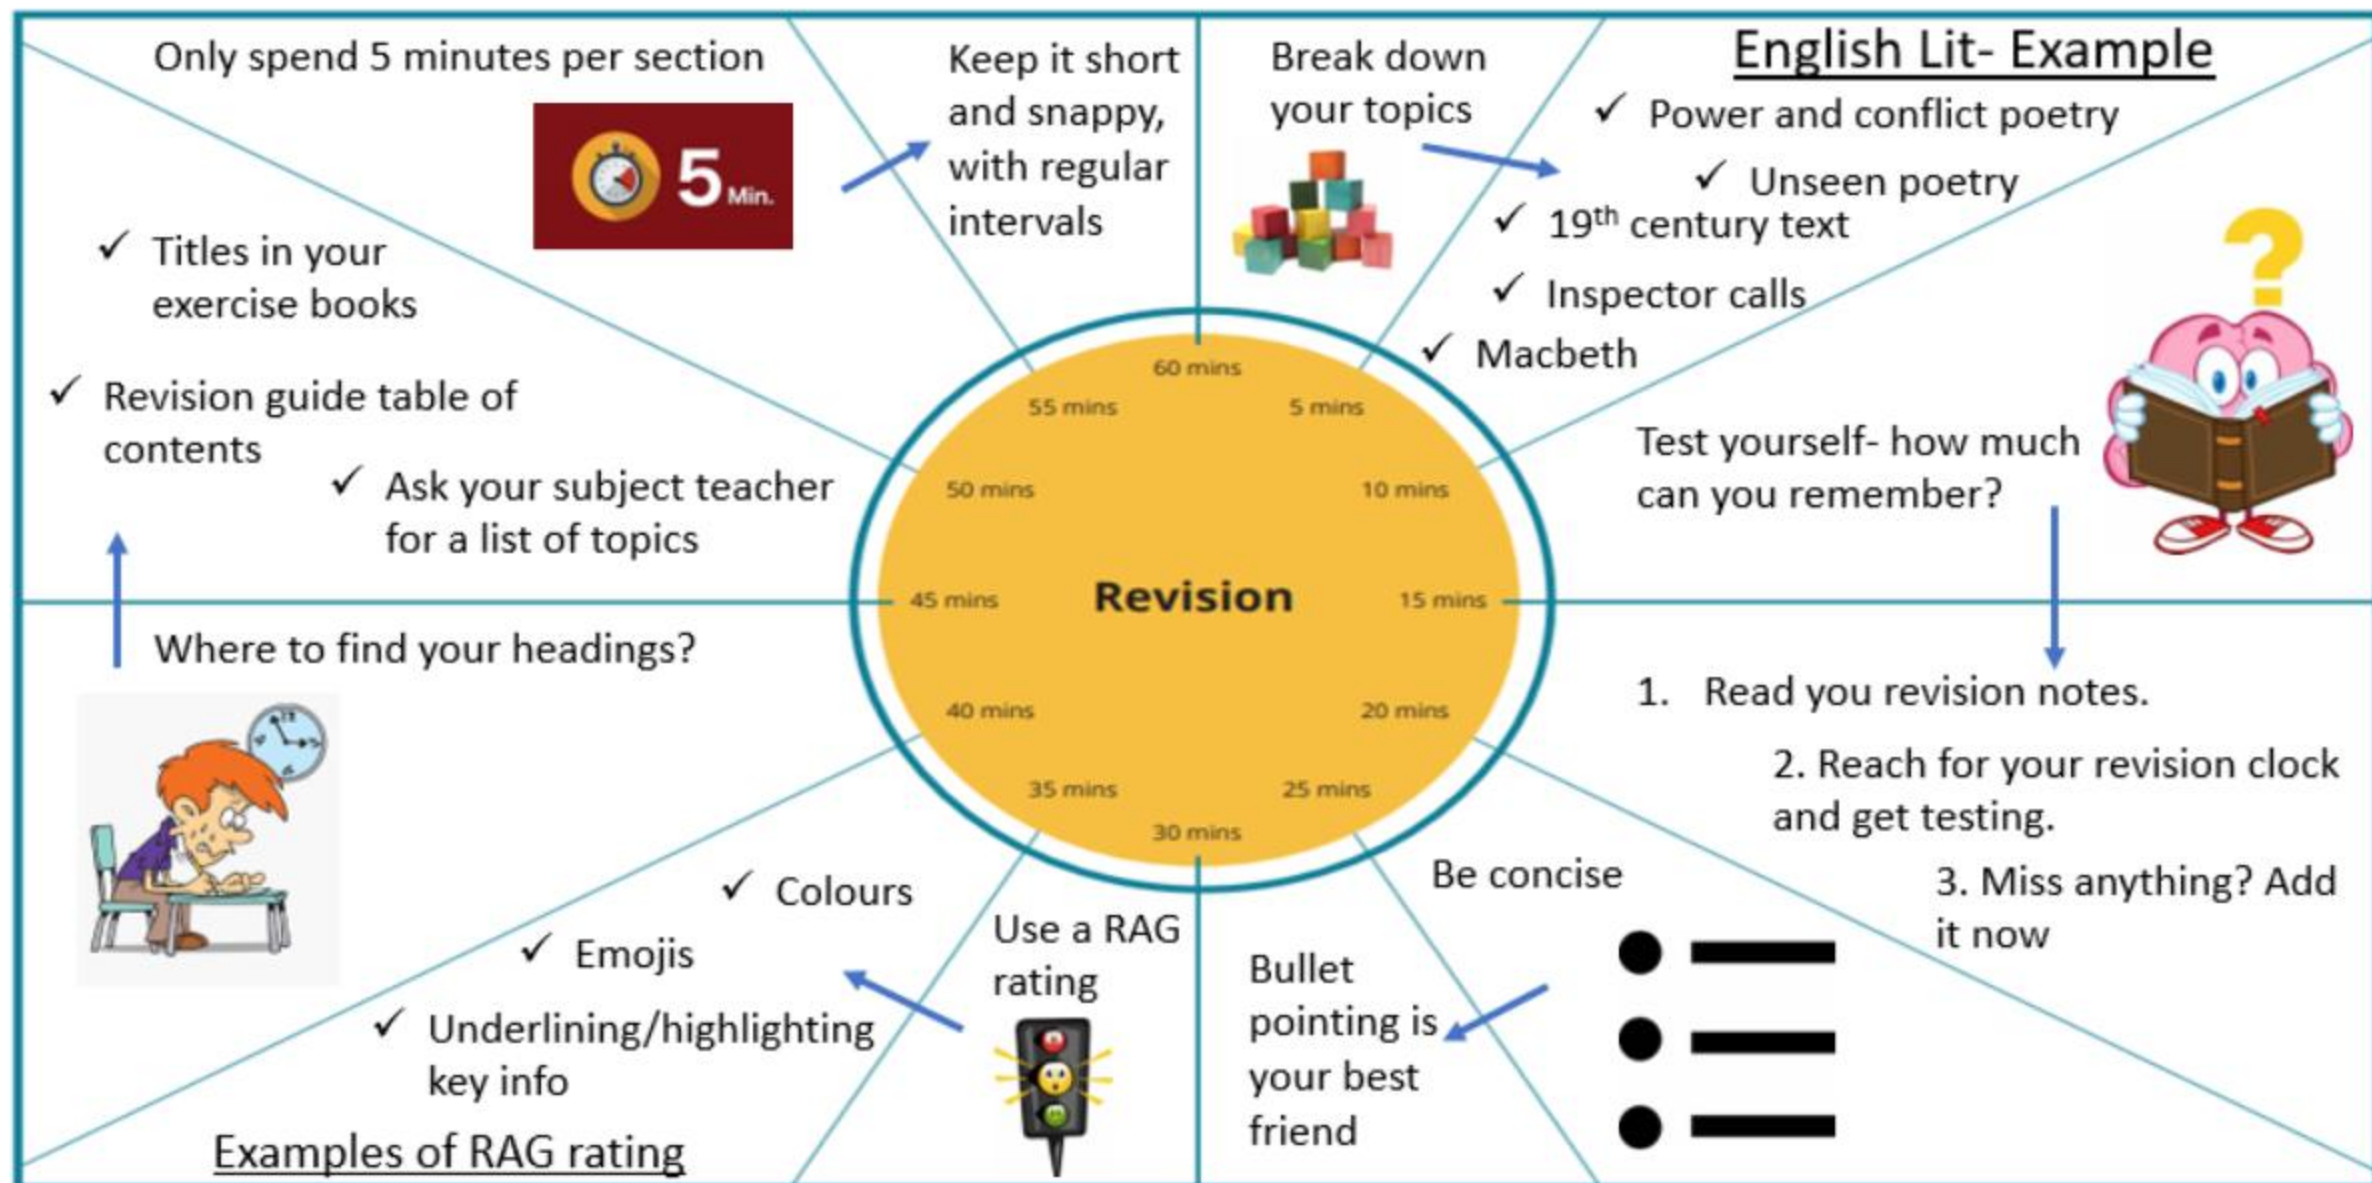 Break down
your topics
English Lit- Example
✓ Power and conflict poetry
✓ Unseen poetry
✓ 19th century text
✓ Inspector calls
✓ Macbeth
Test yourself- how much
can you remember?
?
1. Read you revision notes.
2. Reach for your revision clock
and get testing.
3. Miss anything? Add
it now
Be concise
Bullet
pointing is
your best
friend
Use a RAG
rating
✓ Colours
✓ Emojis
✓ Underlining/highlighting
key info
Examples of RAG rating
Where to find your headings?
✓ Titles in your
exercise books
✓ Revision guide table of
contents
✓ Ask your subject teacher
for a list of topics
Only spend 5 minutes per section
5 Min.
Keep it short
and snappy,
with regular
intervals
60 mins
5 mins
10 mins
15 mins
20 mins
25 mins
30 mins
35 mins
40 mins
45 mins
50 mins
55 mins
Revision